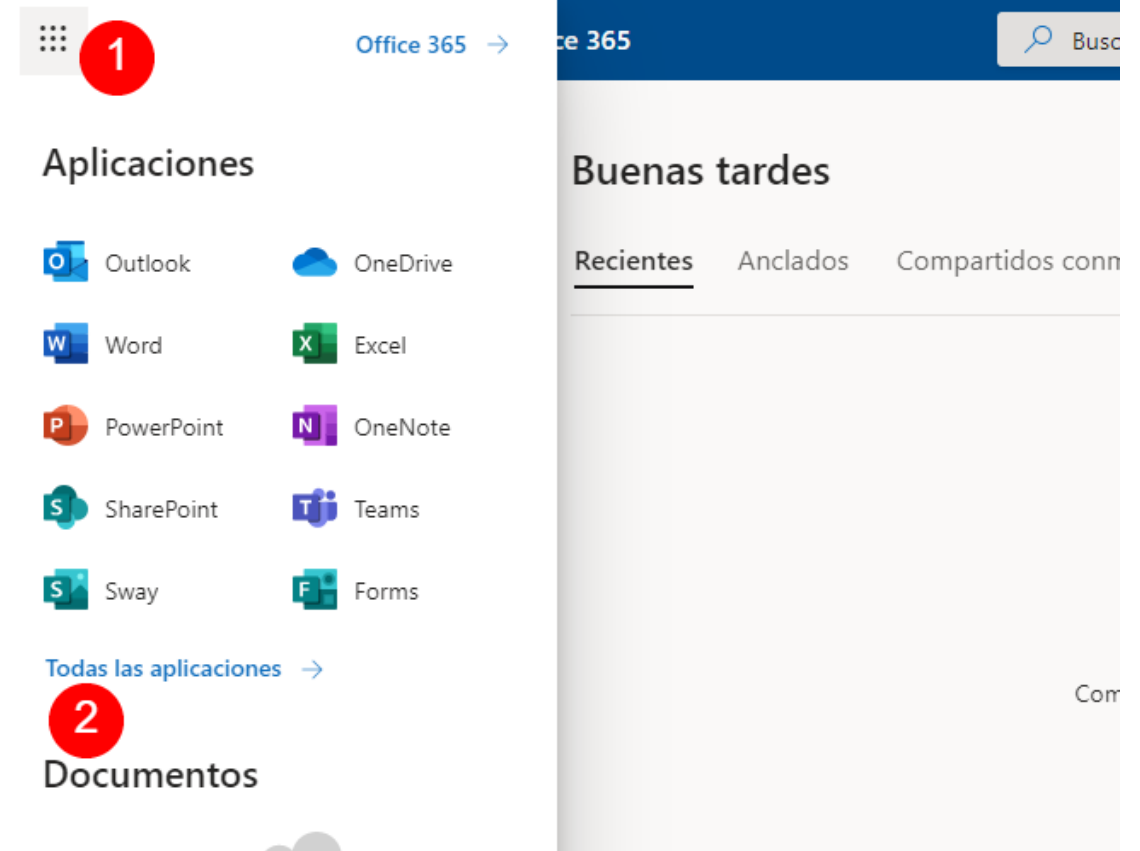 1
Office 365
ce 365
Busc
Aplicaciones
Buenas tardes
Outlook
OneDrive
Recientes
Anclados
Compartidos conm
Word
Excel
PowerPoint
OneNote
SharePoint
Teams
Sway
Forms
Todas las aplicaciones
2
Com
Documentos